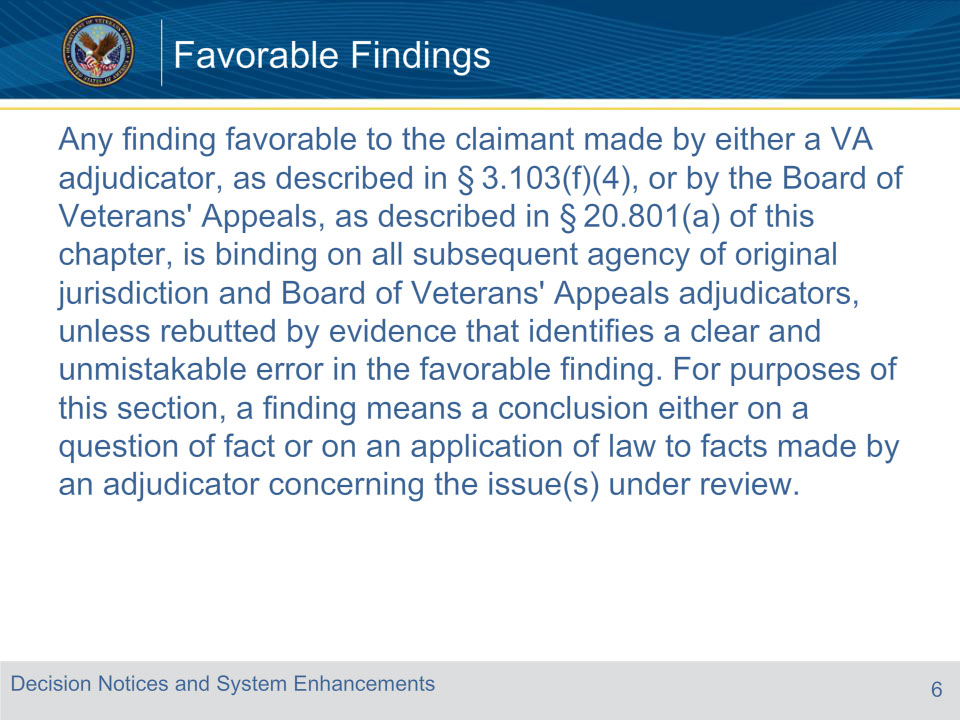 Favorable Findings
Any finding favorable to the claimant made by either a VA
adjudicator, as described in § 3.103(f)(4), or by the Board of
Veterans' Appeals, as described in § 20.801(a) of this
chapter, is binding on all subsequent agency of original
jurisdiction and Board of Veterans' Appeals adjudicators,
unless rebutted by evidence that identifies a clear and
unmistakable error in the favorable finding. For purposes of
this section, a finding means a conclusion either on a
question of fact or on an application of law to facts made by
an adjudicator concerning the issue(s) under review.
Decision Notices and System Enhancements
6